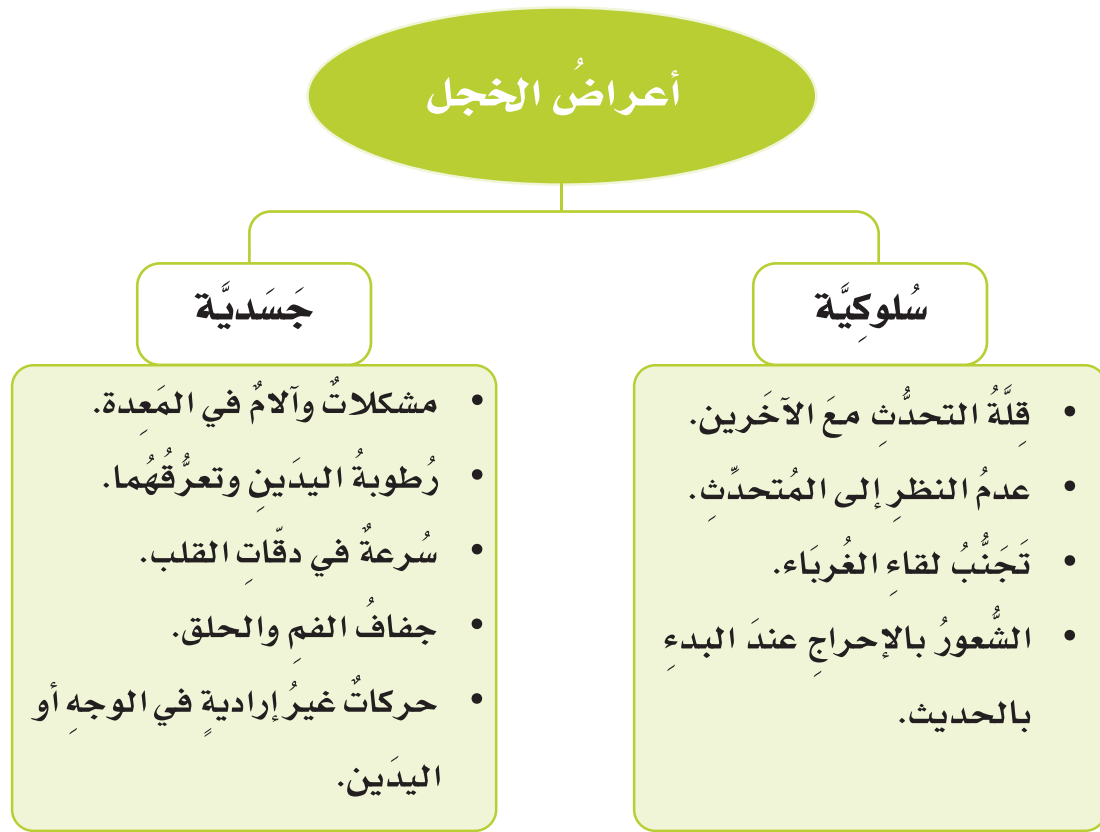 أعراضُ الخجل
سُلوكِيَّة
• قِلَّةُ التحدُّثِ معَ الآخَرين.
• عدمُ النظرِ إلى المُتحدِّثِ.
• تَجَنُّبُ لقاءِ الغُربَاء.
• الشُّعورُ بالإحراجِ عندَ البدءِ
بالحديث.
جَسَديَّة
• مشكلاتٌ وآلامٌ في المَعِدة.
• رُطوبةُ اليدَينِ وتعرُّقُهُما.
• سُرعةٌ في دقّاتِ القلب.
• جفافُ الفمِ والحلق.
• حركاتٌ غيرُ إراديةٍ في الوجهِ أو
اليدَين.